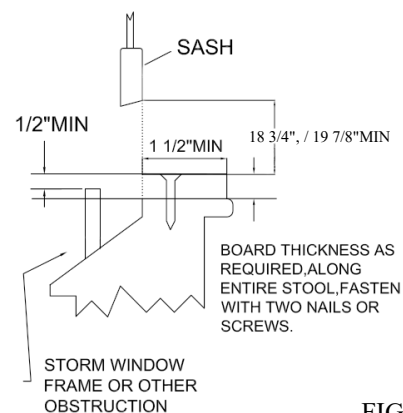 SASH
1/2"MIN
1 1/2"MIN
18 3/4", / 19 7/8"MIN
BOARD THICKNESS AS
REQUIRED,ALONG
ENTIRE STOOL,FASTEN
WITH TWO NAILS OR
SCREWS.
STORM WINDOW
FRAME OR OTHER
OBSTRUCTION
FIG